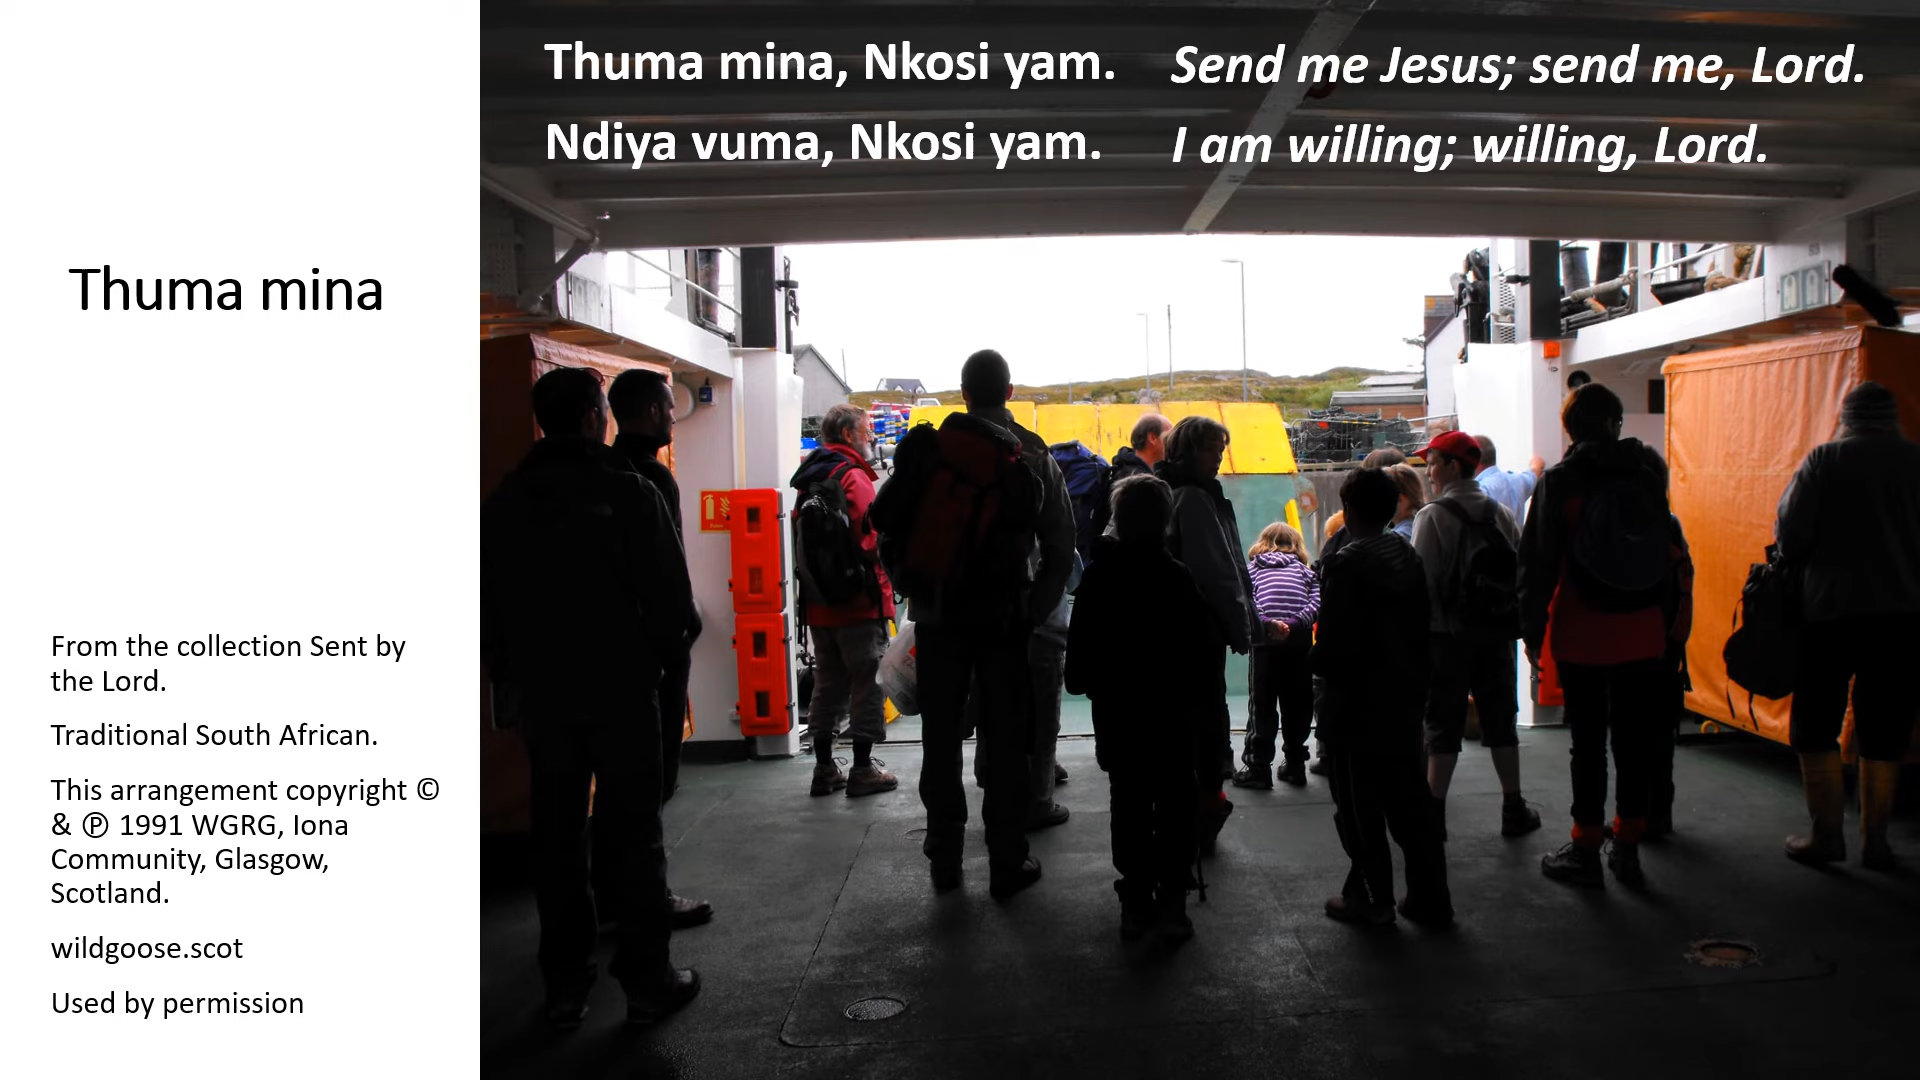 Thuma mina
From the collection Sent by
the Lord.
Traditional South African.
This arrangement copyright ©
& ℗ 1991 WGRG, Iona
Community, Glasgow,
Scotland.
wildgoose.scot
Used by permission
Thuma mina, Nkosi yam.
Ndiya vuma, Nkosi yam.
Send me Jesus; send me, Lord.
I am willing; willing, Lord.